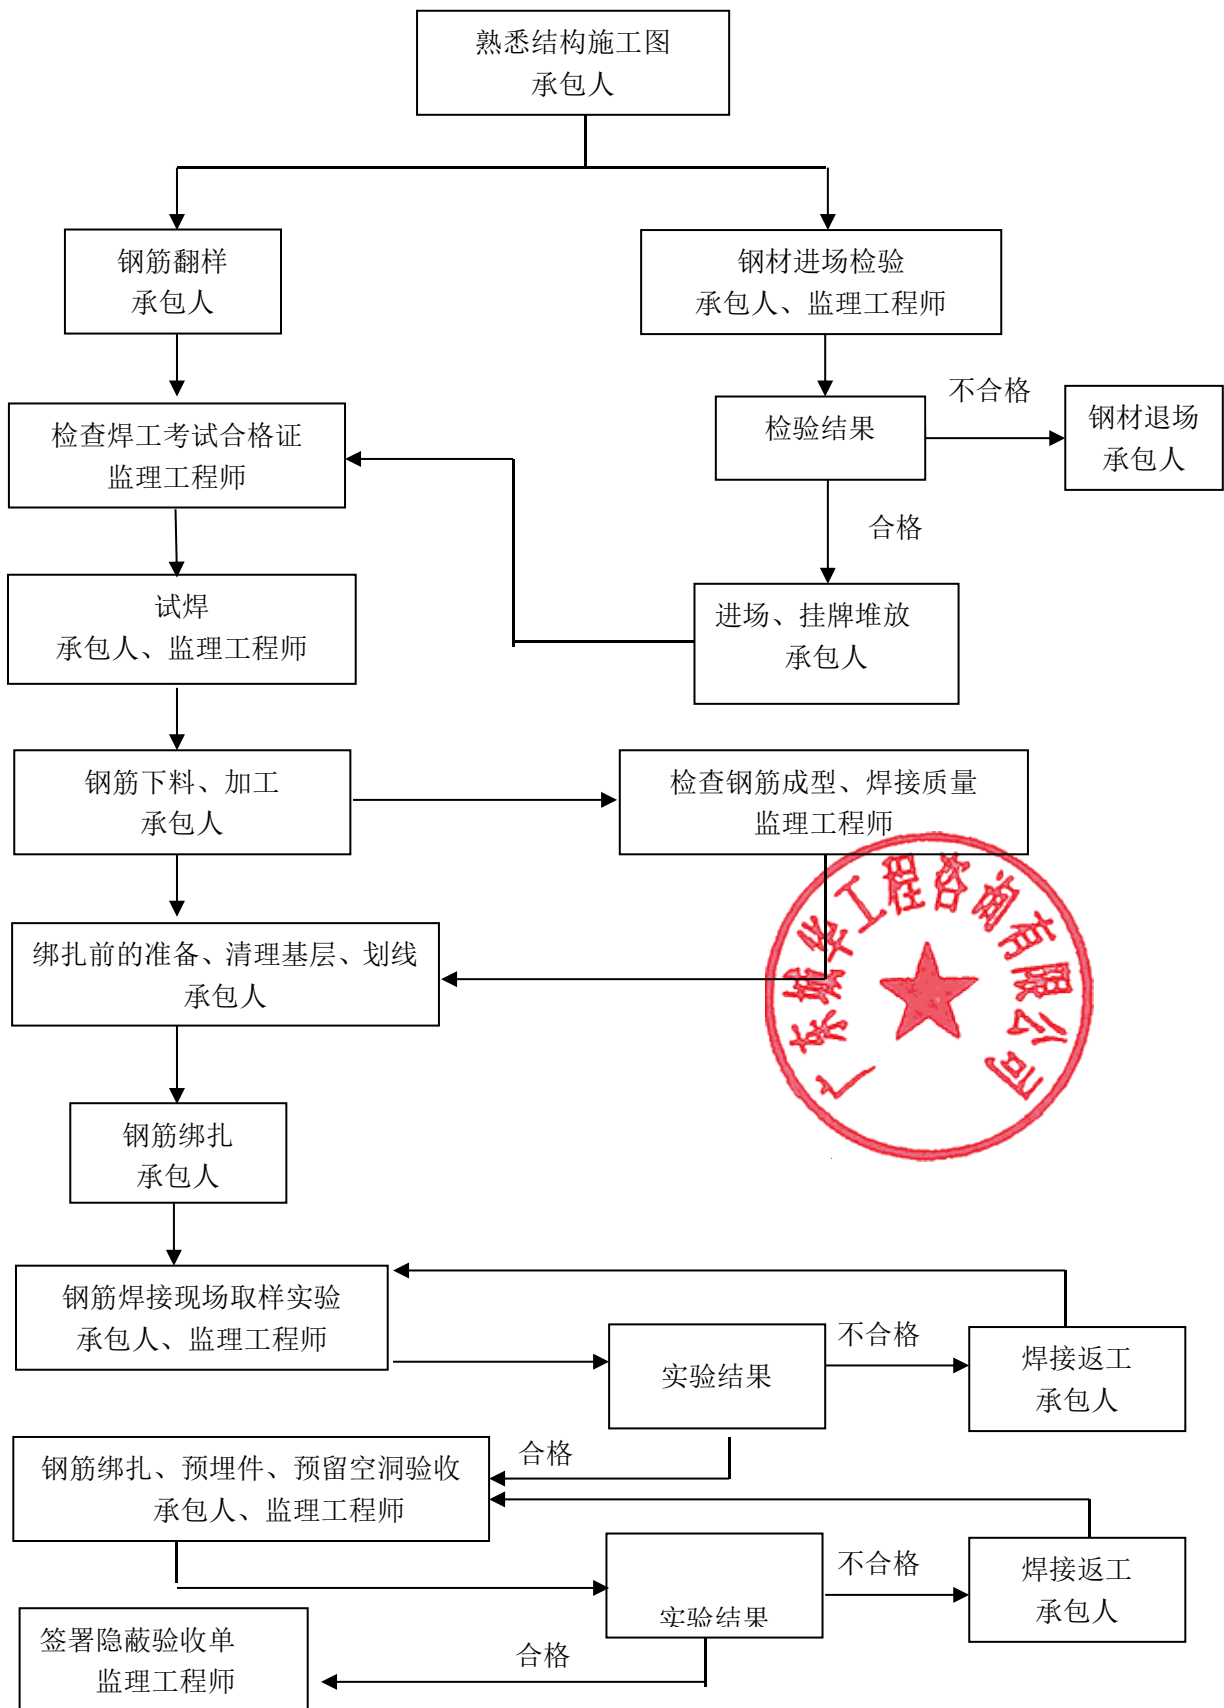 熟悉结构施工图
承包人
钢筋翻样
承包人
钢材进场检验
承包人、监理工程师
检查焊工考试合格证
监理工程师
检验结果
不合格
钢材退场
承包人
合格
试焊
承包人、监理工程师
进场、挂牌堆放
承包人
钢筋下料、加工
承包人
检查钢筋成型、焊接质量
监理工程师
绑扎前的准备、清理基层、划线
承包人
广东城华工程咨询有限公司
钢筋绑扎
承包人
钢筋焊接现场取样实验
承包人、监理工程师
实验结果
不合格
焊接返工
承包人
合格
钢筋绑扎、预埋件、预留空洞验收
承包人、监理工程师
实验结果
不合格
焊接返工
承包人
合格
签署隐蔽验收单
监理工程师